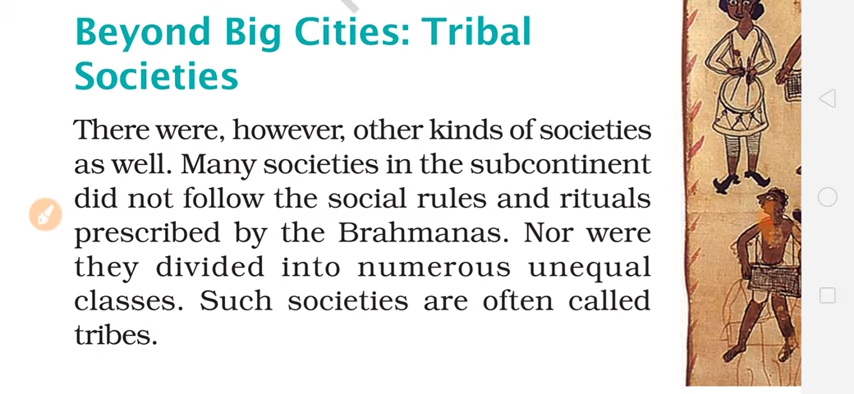 Beyond Big Cities: Tribal
Societies
There were, however, other kinds of societies
as well. Many societies in the subcontinent
did not follow the social rules and rituals
prescribed by the Brahmanas. Nor were
they divided into numerous unequal
classes. Such societies are often called
tribes.